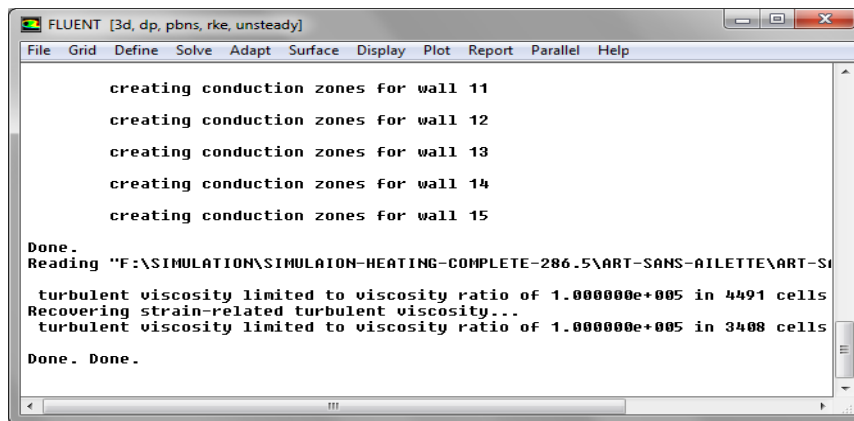 FLUENT [3d, dp, pbns, rke, unsteady]
File Grid Define Solve Adapt Surface Display Plot Report Parallel Help
creating conduction zones for wall 11
creating conduction zones for wall 12
creating conduction zones for wall 13
creating conduction zones for wall 14
creating conduction zones for wall 15
Done.
Reading "F:\SIMULATION\SIMULAION-HEATING-COMPLETE-286.5\ART-SANS-AILETTE\ART-SA
turbulent viscosity limited to viscosity ratio of 1.000000e+005 in 4491 cells
Recovering strain-related turbulent viscosity...
turbulent viscosity limited to viscosity ratio of 1.000000e+005 in 3408 cells
Done. Done.